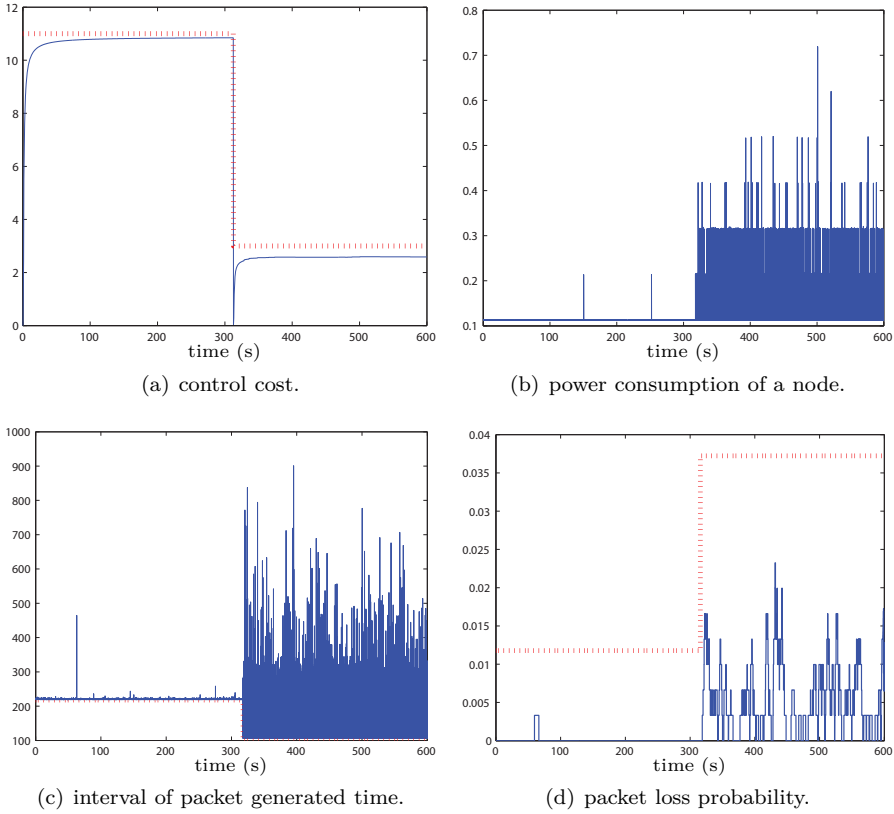 12
10
8
6
4
2
0
0 100 200 300 400 500 600
time (s)
(a) control cost.
0.8
0.7
0.6
0.5
0.4
0.3
0.2
0.1
0 100 200 300 400 500 600
time (s)
(b) power consumption of a node.
1000
900
800
700
600
500
400
300
200
100
0 100 200 300 400 500 600
time (s)
(c) interval of packet generated time.
0.04
0.035
0.03
0.025
0.02
0.015
0.01
0.005
0
0 100 200 300 400 500 600
time (s)
(d) packet loss probability.